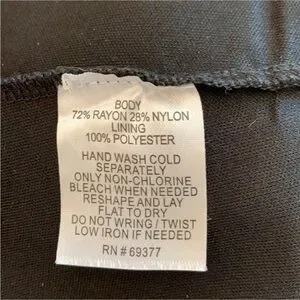 BODY
72% RAYON 28% NYLON
LINING
100% POLYESTER
HAND WASH COLD
SEPARATELY
ONLY NON-CHLORINE
BLEACH WHEN NEEDED
RESHAPE AND LAY
FLAT TO DRY
DO NOT WRING / TWIST
LOW IRON IF NEEDED
RN # 69377